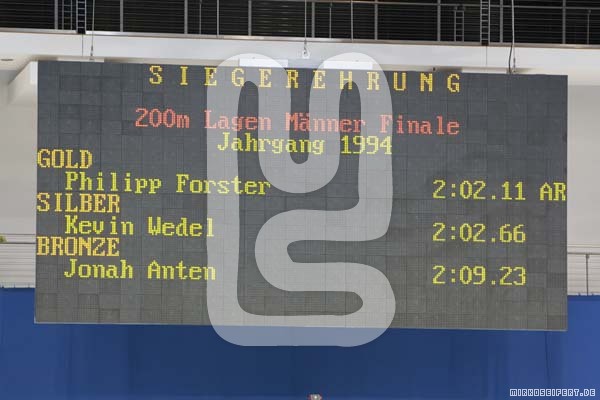 SIEGEREHRUNG
200m Lagen Männer Finale
Jahrgang 1994
GOLD
Philipp Forster 2:02.11 AR
SILBER
Kevin Wedel 2:02.66
BRONZE
Jonah Anten 2:09.23
MIRKOSEIFERT.DE